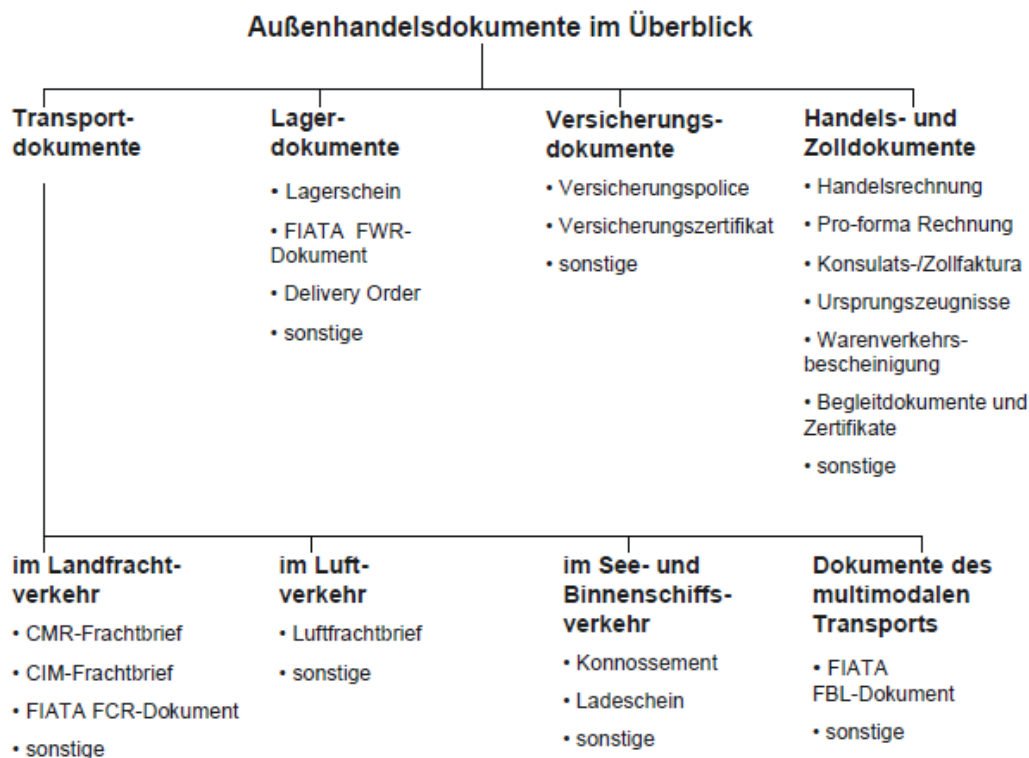 Außenhandelsdokumente im Überblick
Transport-
dokumente
Lager-
dokumente
• Lagerschein
• FIATA FWR-
Dokument
• Delivery Order
• sonstige
Versicherungs-
dokumente
• Versicherungspolice
• Versicherungszertifikat
• sonstige
Handels- und
Zolldokumente
• Handelsrechnung
• Pro-forma Rechnung
• Konsulats-/Zollfaktura
• Ursprungszeugnisse
• Warenverkehrs-
bescheinigung
• Begleitdokumente und
Zertifikate
• sonstige
im Landfracht-
verkehr
• CMR-Frachtbrief
• CIM-Frachtbrief
• FIATA FCR-Dokument
• sonstige
im Luft-
verkehr
• Luftfrachtbrief
• sonstige
im See- und
Binnenschiffs-
verkehr
• Konnossement
• Ladeschein
• sonstige
Dokumente des
multimodalen
Transports
• FIATA
FBL-Dokument
• sonstige